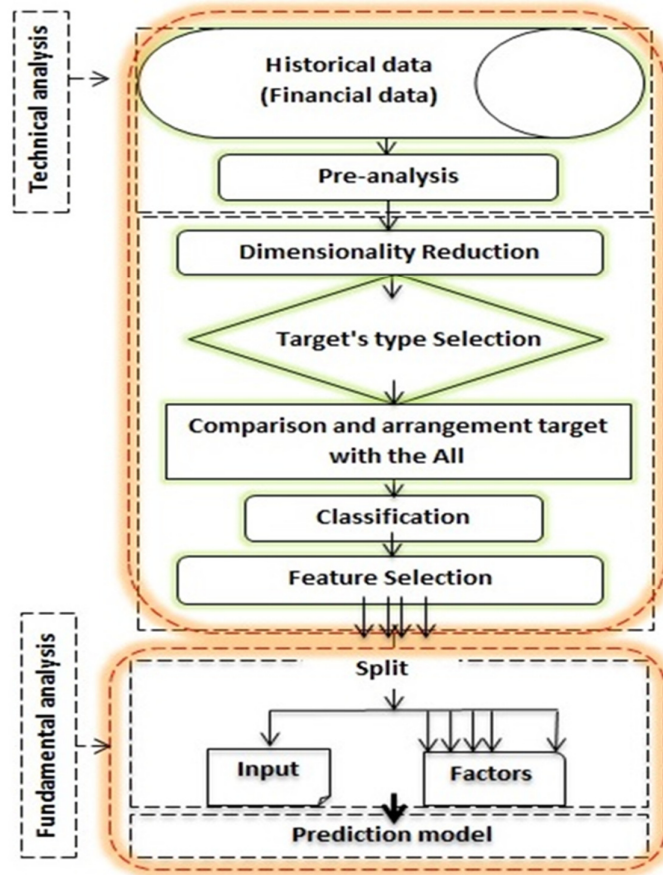 Technical analysis
Historical data
(Financial data)
Pre-analysis
Dimensionality Reduction
Target's type Selection
Comparison and arrangement target
with the All
Classification
Feature Selection
Fundamental analysis
Split
Input
Factors
Prediction model